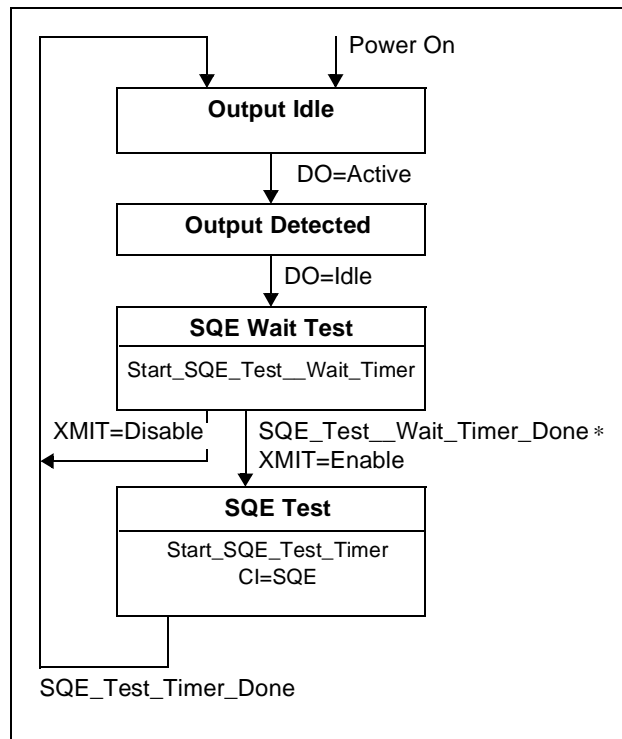 Power On
Output Idle
DO=Active
Output Detected
DO=Idle
SQE Wait Test
Start_SQE_Test__Wait_Timer
XMIT=Disable
SQE_Test__Wait_Timer_Done *
XMIT=Enable
SQE Test
Start_SQE_Test_Timer
CI=SQE
SQE_Test_Timer_Done